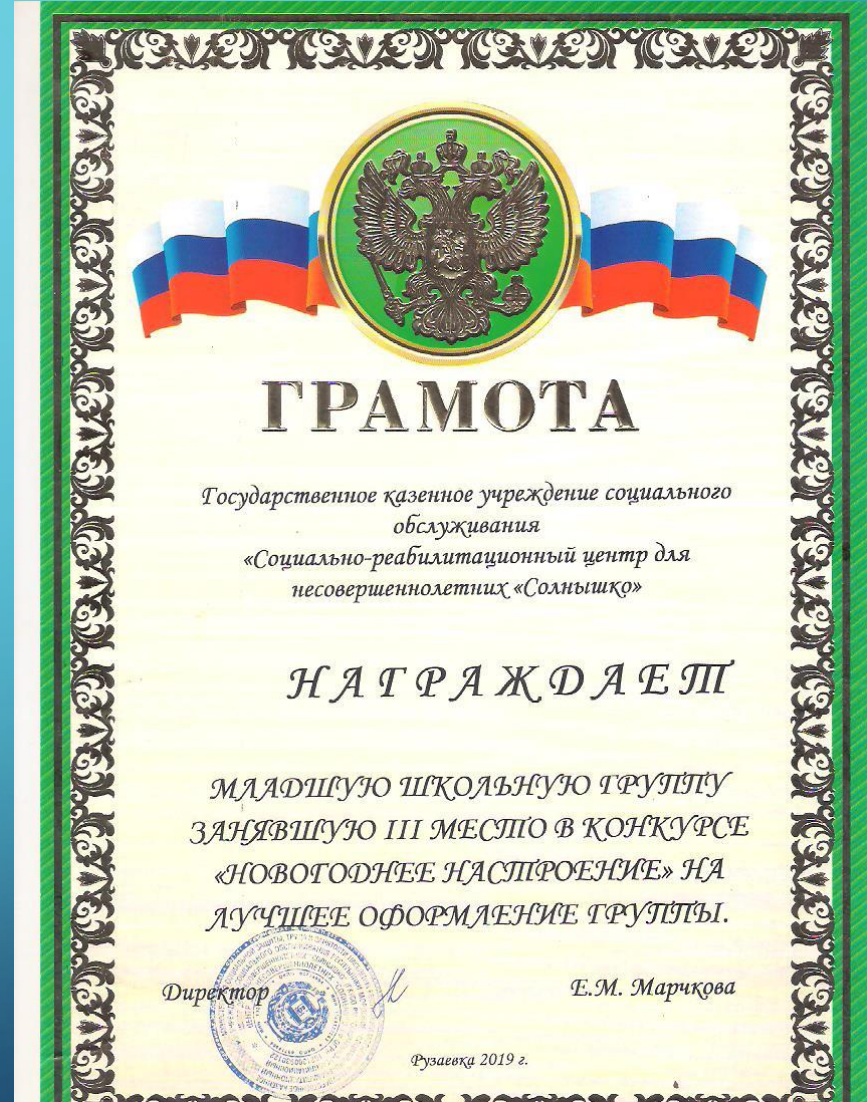 ГРАМОТА
Государственное казенное учреждение социального
обслуживания
«Социально-реабилитационный центр для
несовершеннолетних «Солнышко»
НАГРАЖДАЕТ
МЛАДШУЮ ШКОЛЬНУЮ ГРУППУ
ЗАНЯВШУЮ III МЕСТО В КОНКУРСЕ
«НОВОГОДНЕЕ НАСТРОЕНИЕ» НА
ЛУЧШЕЕ ОФОРМЛЕНИЕ ГРУППЫ.
Директор Е.М. Марчкова
Рузаевка 2019 г.